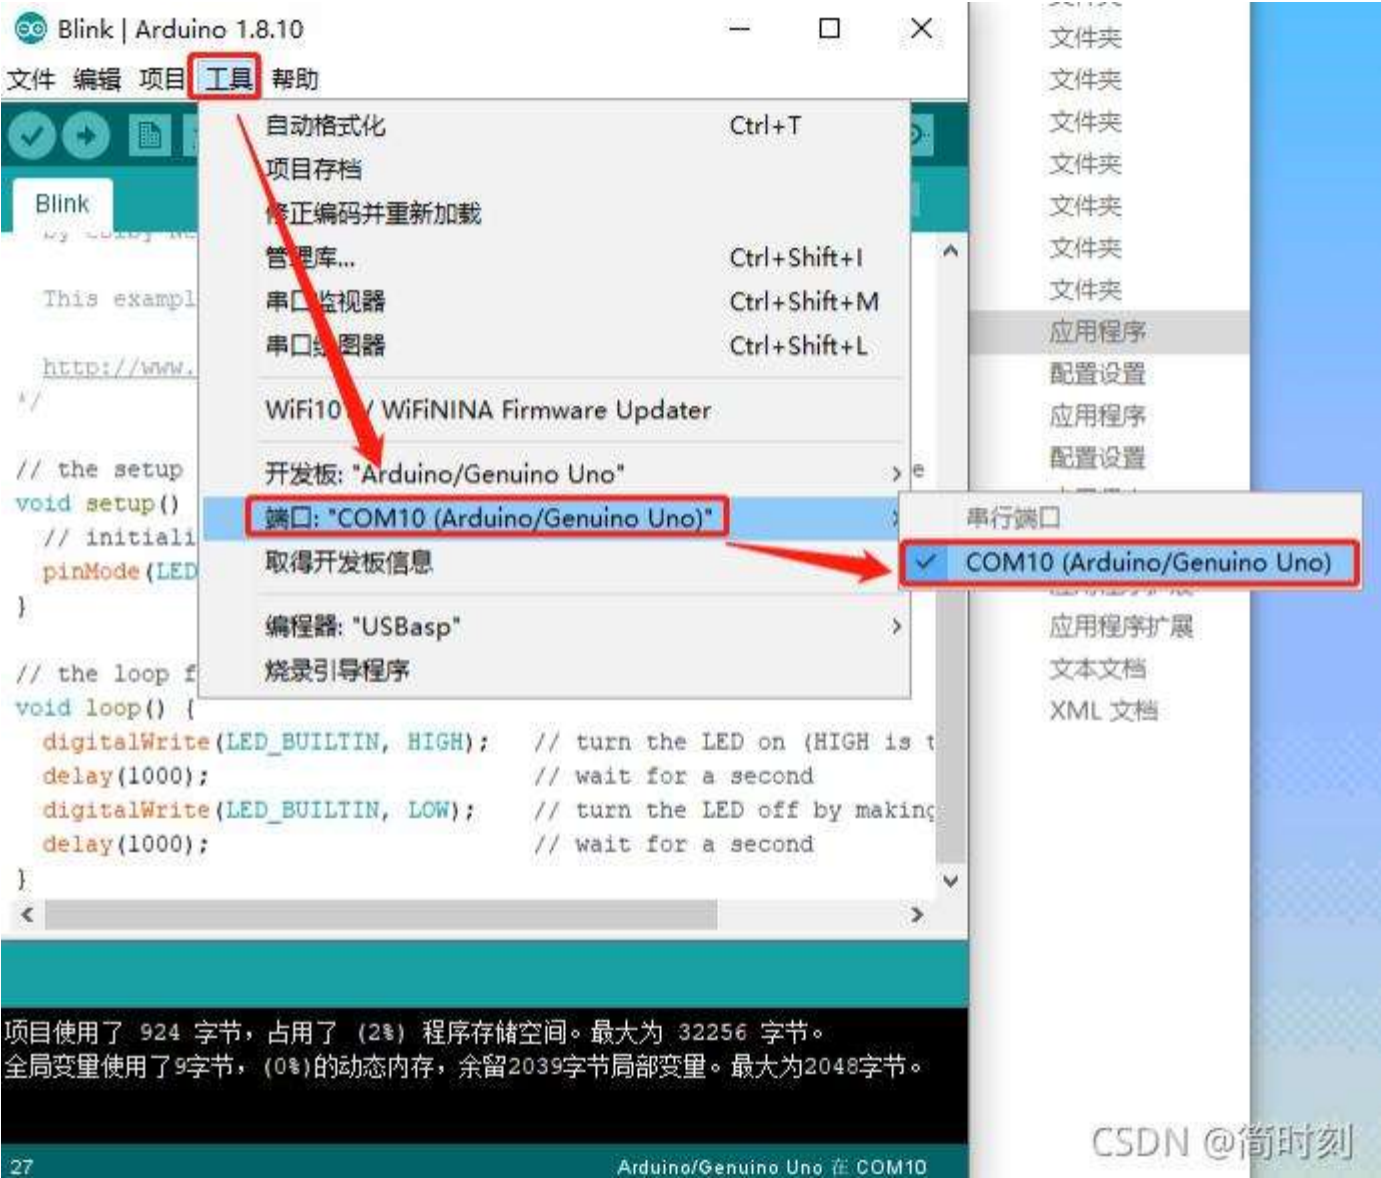 Blink | Arduino 1.8.10
文件 编辑 项目 工具 帮助
自动格式化 Ctrl+T
项目存档
修正编码并重新加载
管理库... Ctrl+Shift+I
串口监视器 Ctrl+Shift+M
串口绘图器 Ctrl+Shift+L
WiFi101 / WiFiNINA Firmware Updater
开发板: "Arduino/Genuino Uno"
端口: "COM10 (Arduino/Genuino Uno)"
取得开发板信息
编程器: "USBasp"
烧录引导程序
串行端口
COM10 (Arduino/Genuino Uno)
Blink
This exampl
http://www.
*/
// the setup
void setup()
// initiali
pinMode(LED
}
// the loop f
void loop() {
digitalWrite(LED_BUILTIN, HIGH); // turn the LED on (HIGH is t
delay(1000); // wait for a second
digitalWrite(LED_BUILTIN, LOW); // turn the LED off by making
delay(1000); // wait for a second
}
项目使用了 924 字节，占用了 (2%) 程序存储空间。最大为 32256 字节。
全局变量使用了9字节，(0%)的动态内存，余留2039字节局部变量。最大为2048字节。
27 Arduino/Genuino Uno 在 COM10
文件夹
文件夹
文件夹
文件夹
文件夹
文件夹
文件夹
应用程序
配置设置
应用程序
配置设置
应用程序扩展
文本文档
XML 文档
CSDN @简时刻